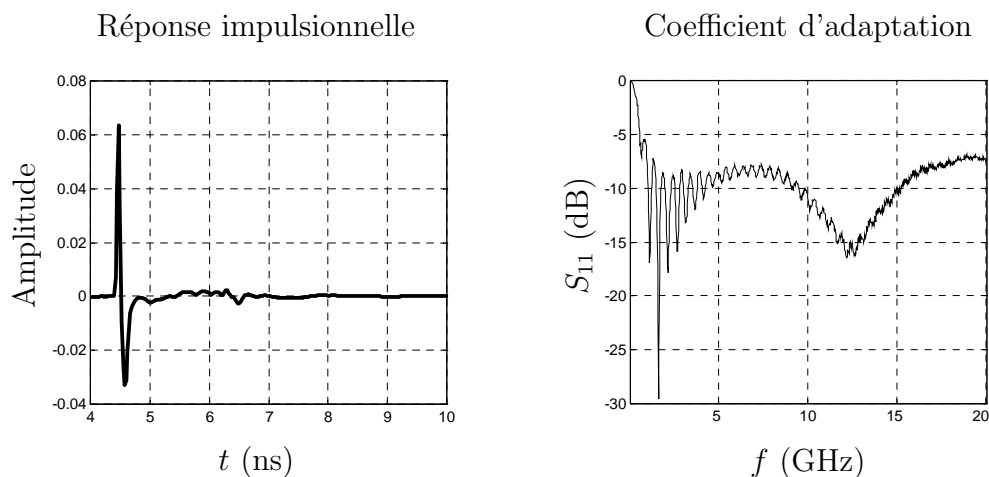 Réponse impulsionnelle
0.08
0.06
0.04
0.02
0
-0.02
-0.04
4 5 6 7 8 9 10
Amplitude
t (ns)
Coefficient d'adaptation
0
-5
-10
-15
-20
-25
-30
5 10 15 20
S11 (dB)
f (GHz)